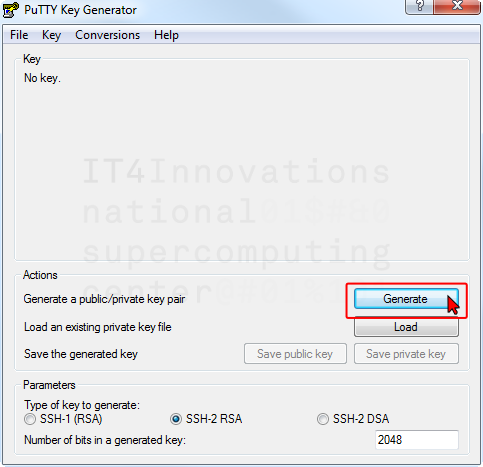 PuTTY Key Generator
?
File Key Conversions Help
Key
No key.
IT4Innovations
national
supercomputing
center
Actions
Generate a public/private key pair
Generate
Load an existing private key file
Load
Save the generated key
Save public key
Save private key
Parameters
Type of key to generate:
SSH-1 (RSA)
SSH-2 RSA
SSH-2 DSA
Number of bits in a generated key:
2048